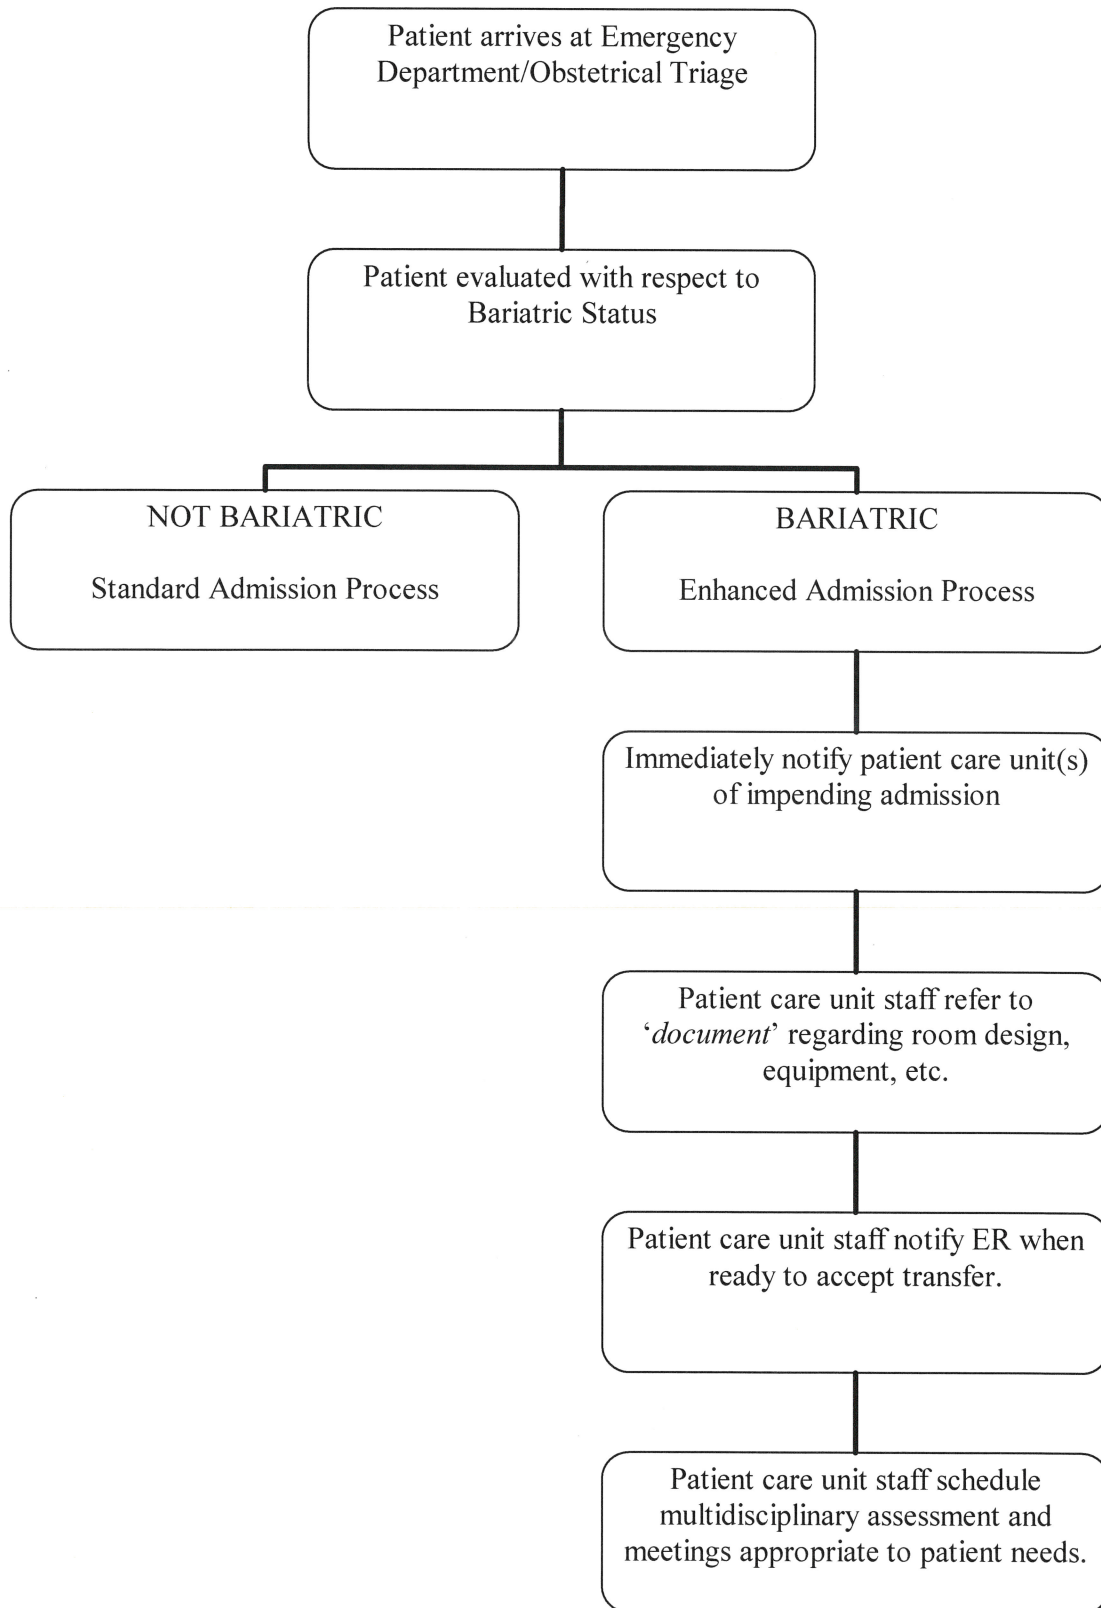 Patient arrives at Emergency
Department/Obstetrical Triage
Patient evaluated with respect to
Bariatric Status
NOT BARIATRIC
Standard Admission Process
BARIATRIC
Enhanced Admission Process
Immediately notify patient care unit(s)
of impending admission
Patient care unit staff refer to
‘document’ regarding room design,
equipment, etc.
Patient care unit staff notify ER when
ready to accept transfer.
Patient care unit staff schedule
multidisciplinary assessment and
meetings appropriate to patient needs.